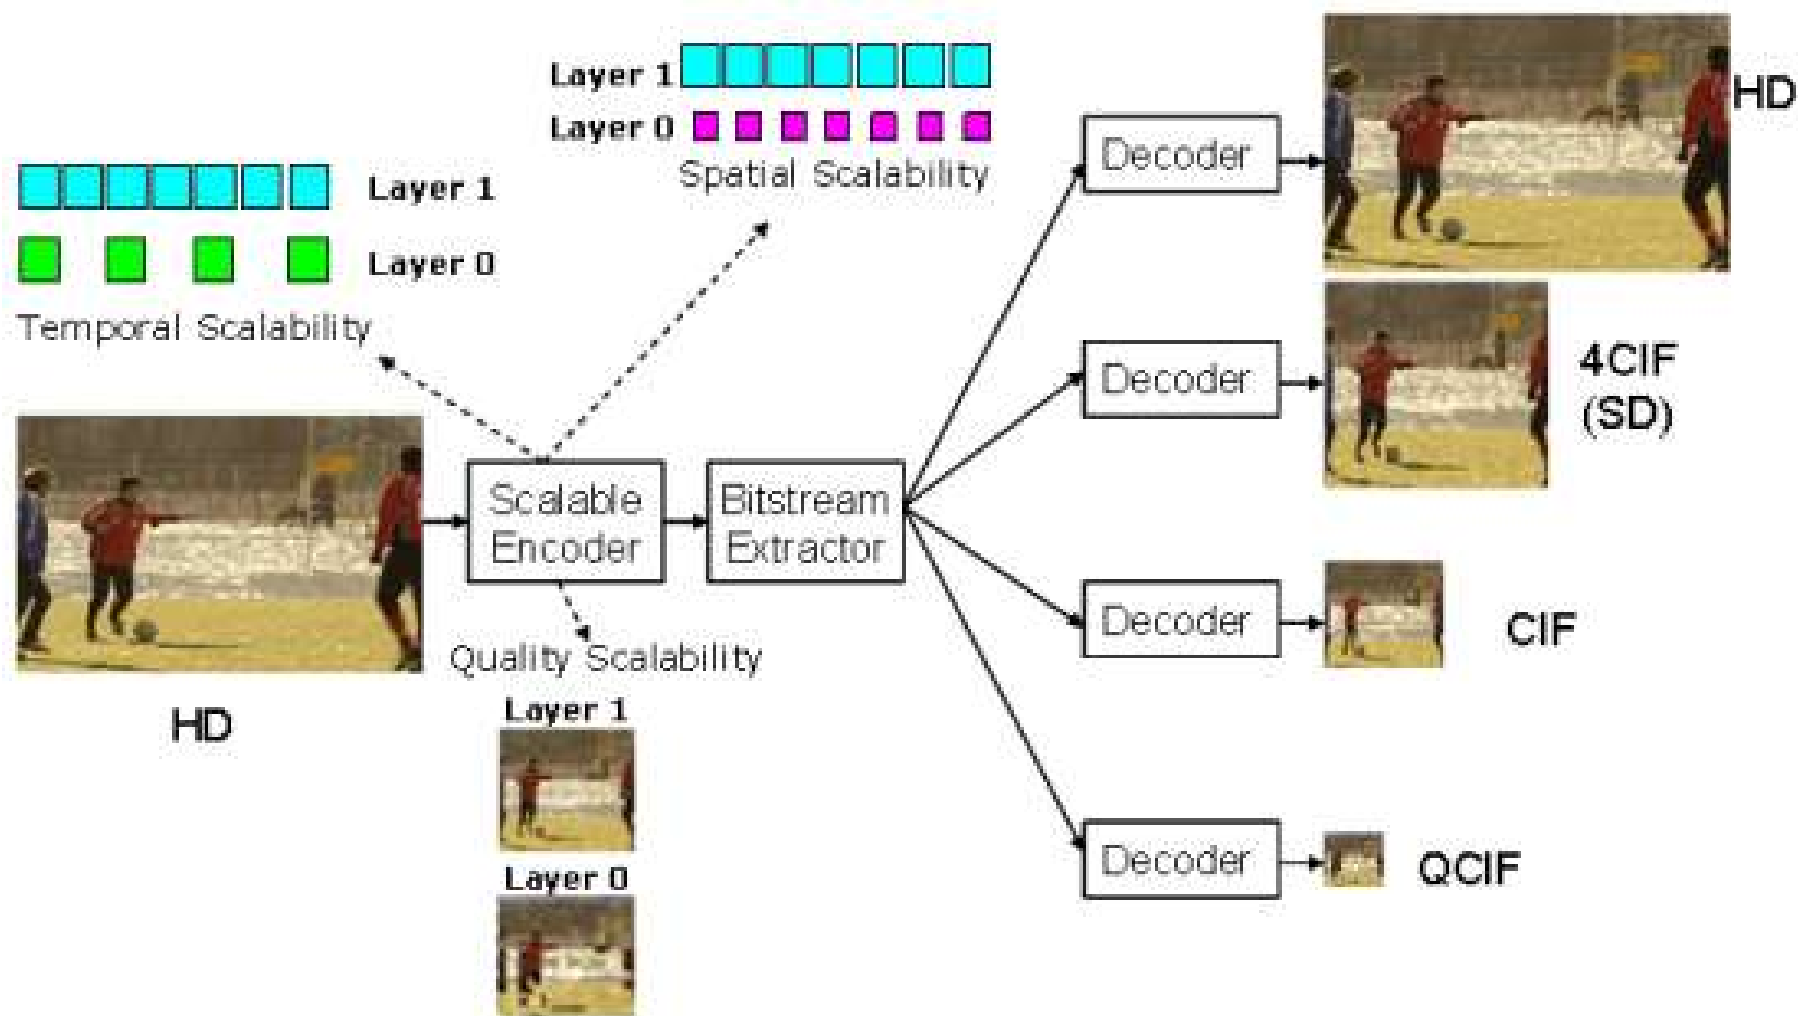 Layer 1
Layer 0
Spatial Scalability
Layer 1
Layer 0
Temporal Scalability
HD
Scalable
Encoder
Bitstream
Extractor
Quality Scalability
Layer 1
Layer 0
Decoder
HD
Decoder
4CIF
(SD)
Decoder
CIF
Decoder
QCIF